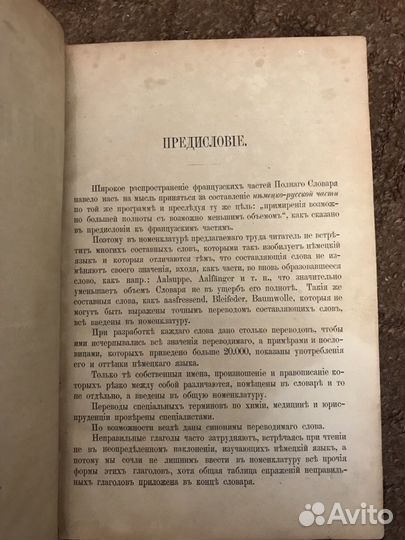 ПРЕДИСЛОВІЕ.
Широкое распространеніе французскихъ частей Полнаго Словаря
навело насъ на мысль приняться за составленіе нѣмецко-русской части
по той же программѣ и преслѣдуя ту же цѣль: „примиренія возмож-
но большей полноты съ возможно меньшимъ объемомъ“, какъ сказано
въ предисловіи къ французскимъ частямъ.
Поэтому въ номенклатурѣ предлагаемаго труда читатель не встрѣ-
титъ многихъ составныхъ словъ, которыми такъ изобилуетъ нѣмецкій
языкъ и которыя отличаются тѣмъ, что составляющія слова не из-
мѣняютъ своего значенія, входя, какъ части, во вновь образовавшееся
слово, какъ напр.: Aalsuppe, Aalfänger и т. п., что значительно
уменьшаетъ объемъ Словаря не въ ущербъ его полнотѣ. Такія же
составныя слова, какъ aasfressend, Bleifeder, Baumwolle, которыя не
могутъ быть выражены точнымъ переводомъ составляющихъ словъ,
всѣ введены въ номенклатуру.
При разработкѣ каждаго слова дано столько переводовъ, чтобы
ими исчерпывались всѣ значенія переводимаго, а примѣрами и посло-
вицами, которыхъ приведено больше 20.000, показаны употребленія
его и оттѣнки нѣмецкаго языка.
Только тѣ собственныя имена, произношеніе и правописаніе ко-
торыхъ рѣзко между собой различаются, помѣщены въ словарѣ и то
не отдѣльно, а введены въ общую номенклатуру.
Переводы спеціальныхъ терминовъ по химіи, медицинѣ и юрис-
пруденціи провѣрены спеціалистами.
По возможности вездѣ даны синонимы переводимаго слова.
Неправильные глаголы часто затрудняютъ, встрѣчаясь при чтеніи
не въ неопредѣленномъ наклоненіи, изучающихъ нѣмецкій языкъ, а
потому мы сочли не лишнимъ ввести въ номенклатуру всѣ прочія
формы этихъ глаголовъ, хотя общая таблица спряженій неправиль-
ныхъ глаголовъ приложена въ концѣ словаря.
Avito